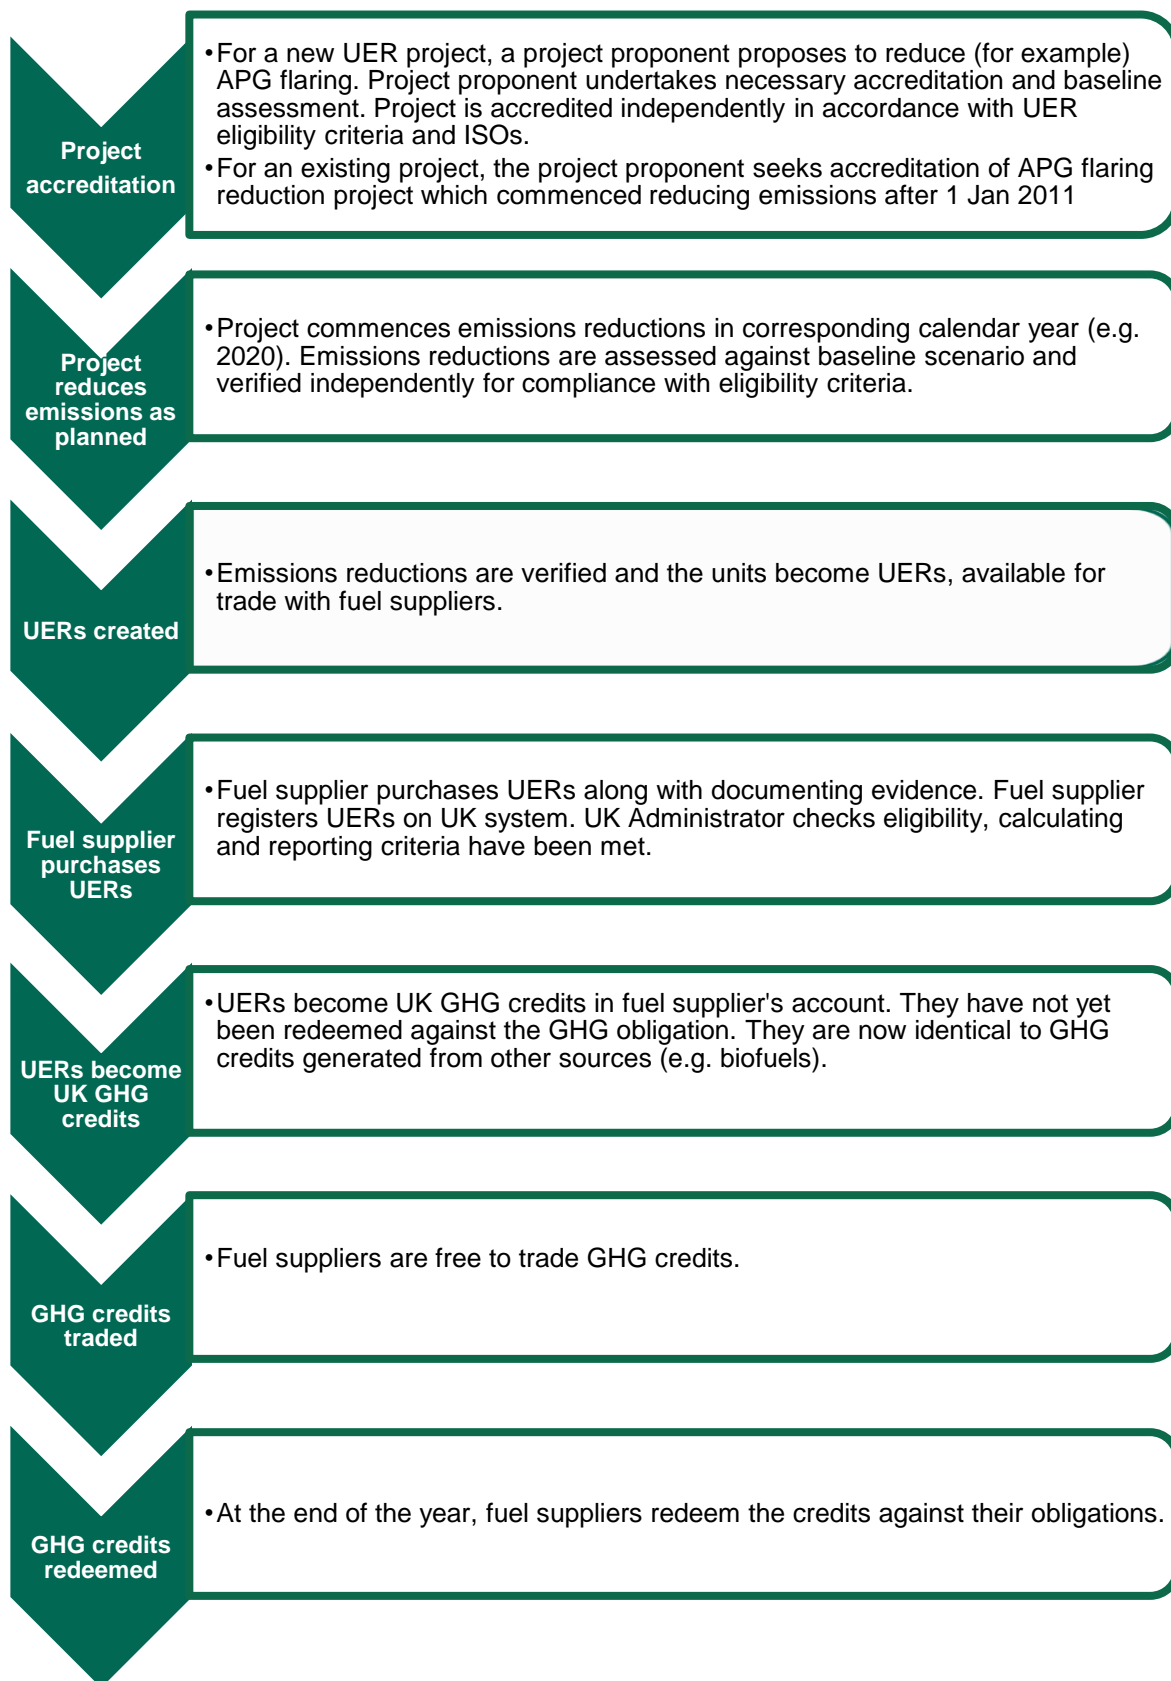 Project
accreditation
•For a new UER project, a project proponent proposes to reduce (for example)
APG flaring. Project proponent undertakes necessary accreditation and baseline
assessment. Project is accredited independently in accordance with UER
eligibility criteria and ISOs.
•For an existing project, the project proponent seeks accreditation of APG flaring
reduction project which commenced reducing emissions after 1 Jan 2011
Project
reduces
emissions as
planned
•Project commences emissions reductions in corresponding calendar year (e.g.
2020). Emissions reductions are assessed against baseline scenario and
verified independently for compliance with eligibility criteria.
UERs created
•Emissions reductions are verified and the units become UERs, available for
trade with fuel suppliers.
Fuel supplier
purchases
UERs
•Fuel supplier purchases UERs along with documenting evidence. Fuel supplier
registers UERs on UK system. UK Administrator checks eligibility, calculating
and reporting criteria have been met.
UERs become
UK GHG
credits
•UERs become UK GHG credits in fuel supplier's account. They have not yet
been redeemed against the GHG obligation. They are now identical to GHG
credits generated from other sources (e.g. biofuels).
GHG credits
traded
•Fuel suppliers are free to trade GHG credits.
GHG credits
redeemed
•At the end of the year, fuel suppliers redeem the credits against their obligations.